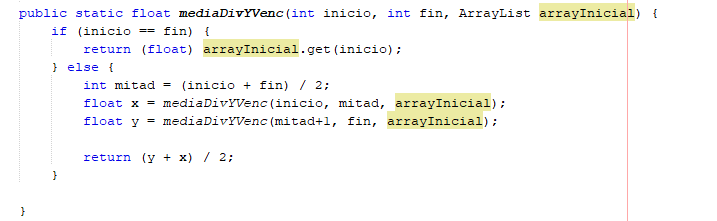 public static float mediaDivYVenc(int inicio, int fin, ArrayList arrayInicial) {
if (inicio == fin) {
return (float) arrayInicial.get(inicio);
} else {
int mitad = (inicio + fin) / 2;
float x = mediaDivYVenc(inicio, mitad, arrayInicial);
float y = mediaDivYVenc(mitad+1, fin, arrayInicial);
return (y + x) / 2;
}
}